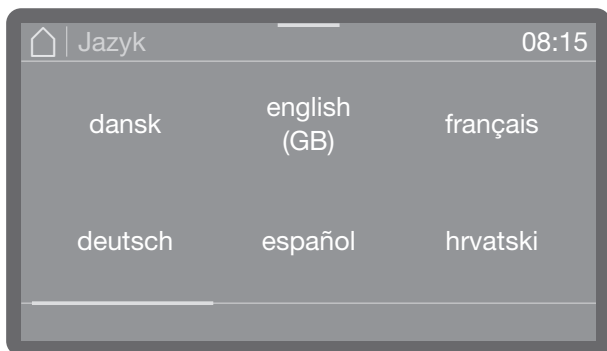 Jazyk 08:15
dansk english (GB) français
deutsch español hrvatski